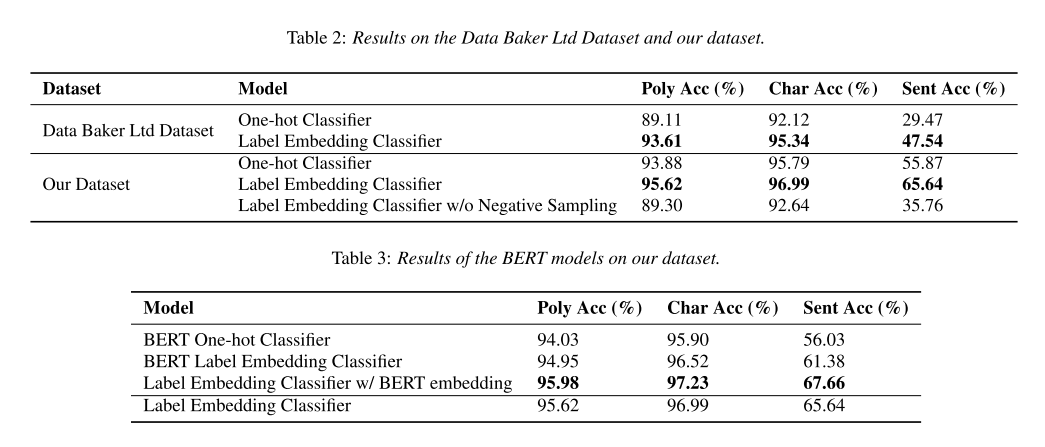 Table 2: Results on the Data Baker Ltd Dataset and our dataset.
Dataset Model Poly Acc (%) Char Acc (%) Sent Acc (%)
Data Baker Ltd Dataset One-hot Classifier 89.11 92.12 29.47
Label Embedding Classifier 93.61 95.34 47.54
Our Dataset One-hot Classifier 93.88 95.79 55.87
Label Embedding Classifier 95.62 96.99 65.64
Label Embedding Classifier w/o Negative Sampling 89.30 92.64 35.76
Table 3: Results of the BERT models on our dataset.
Model Poly Acc (%) Char Acc (%) Sent Acc (%)
BERT One-hot Classifier 94.03 95.90 56.03
BERT Label Embedding Classifier 94.95 96.52 61.38
Label Embedding Classifier w/ BERT embedding 95.98 97.23 67.66
Label Embedding Classifier 95.62 96.99 65.64